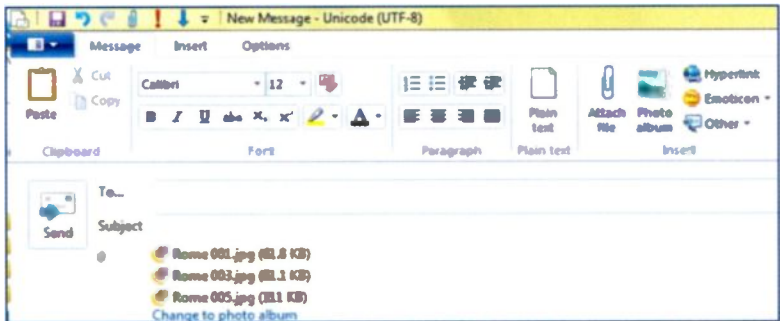 New Message - Unicode (UTF-8)
Message Insert Options
Cut
Copy
Paste
Calibri 12
B I U abc X, x'
A
Plain text
Attach file
Photo album
Hyperlink
Emoticon
Other
Clipboard Font Paragraph Plain text Insert
To...
Send
Subject
Rome 001.jpg
Rome 003.jpg
Rome 005.jpg
Change to photo album